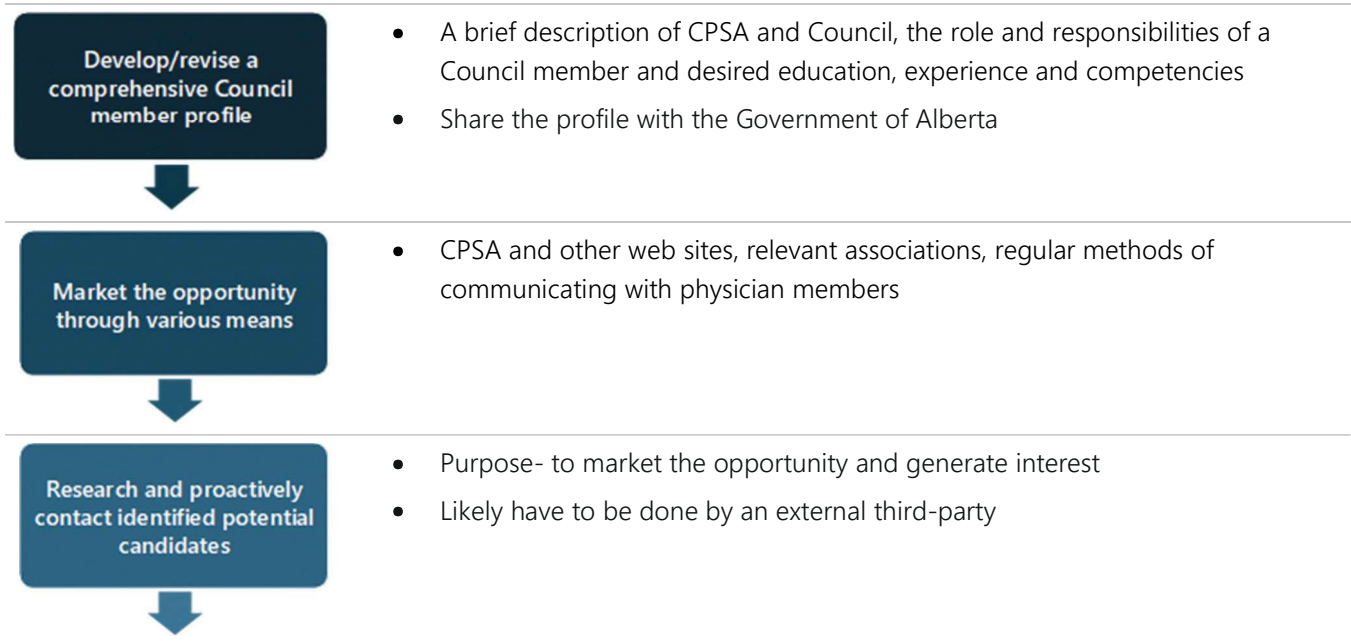 Develop/revise a
comprehensive Council
member profile
• A brief description of CPSA and Council, the role and responsibilities of a
Council member and desired education, experience and competencies
• Share the profile with the Government of Alberta
Market the opportunity
through various means
• CPSA and other web sites, relevant associations, regular methods of
communicating with physician members
Research and proactively
contact identified potential
candidates
• Purpose- to market the opportunity and generate interest
• Likely have to be done by an external third-party